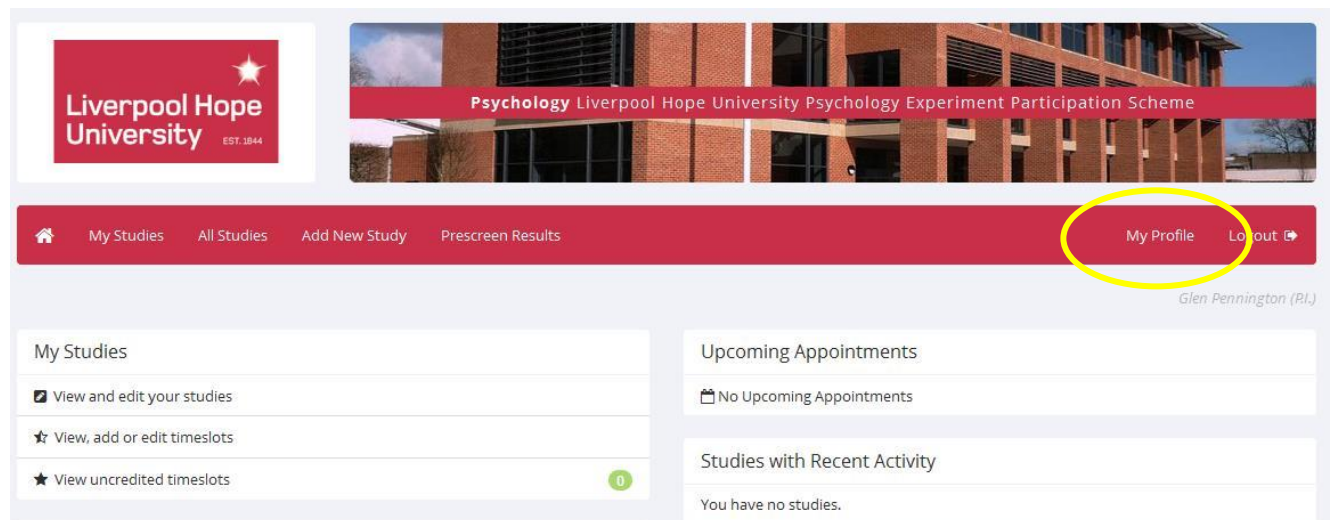 Liverpool Hope
University EST. 1844
Psychology Liverpool Hope University Psychology Experiment Participation Scheme
My Studies All Studies Add New Study Prescreen Results My Profile Logout
Glen Pennington (P.I.)
My Studies
View and edit your studies
View, add or edit timeslots
View uncredited timeslots 0
Upcoming Appointments
No Upcoming Appointments
Studies with Recent Activity
You have no studies.